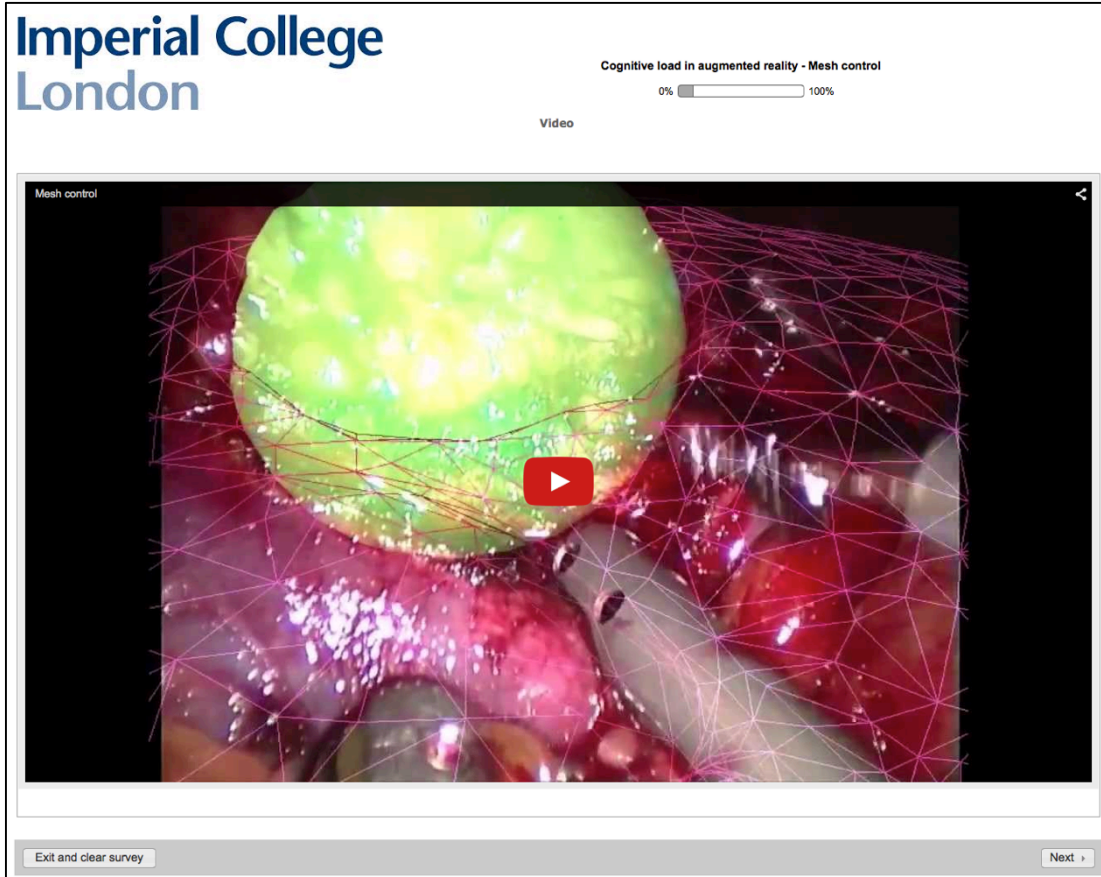 Imperial College
London
Cognitive load in augmented reality - Mesh control
0% 100%
Video
Mesh control
Exit and clear survey
Next